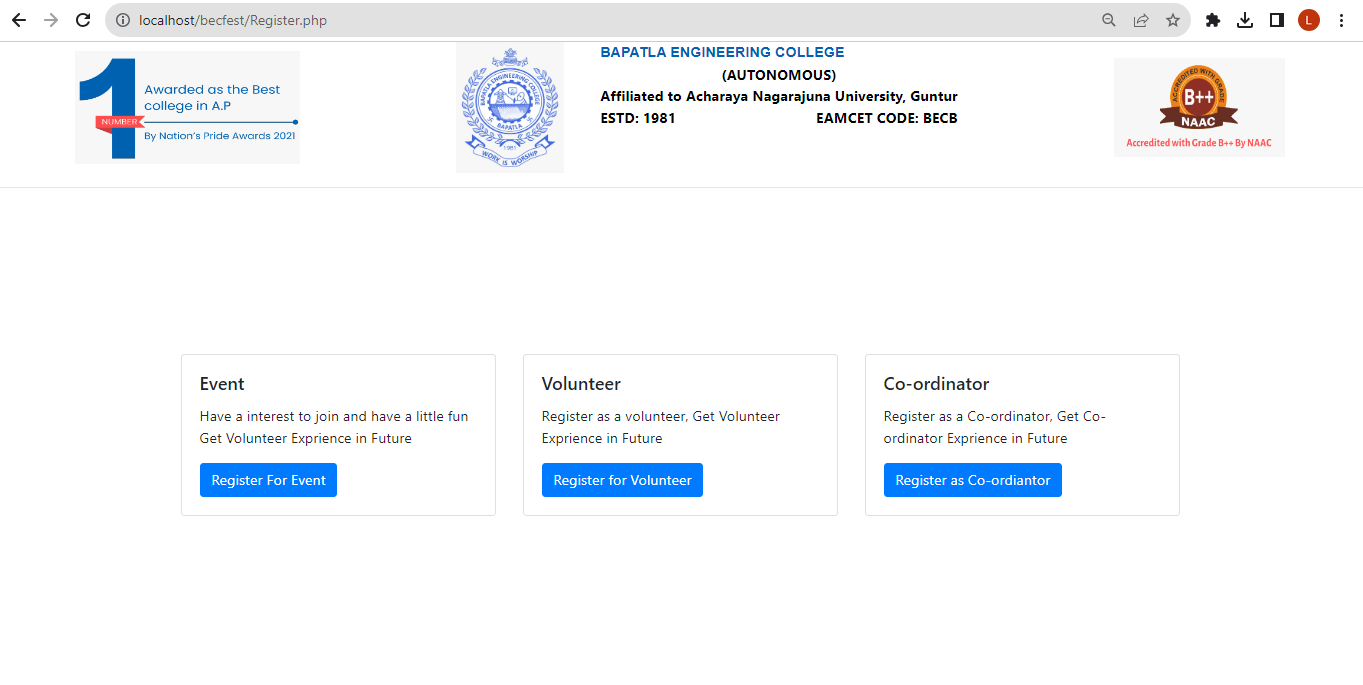 localhost/becfest/Register.php
L
Awarded as the Best
college in A.P
NUMBER
By Nation's Pride Awards 2021
BAPATLA ENGINEERING COLLEGE
BAPATLA
1981
WORK IS WORSHIP
BAPATLA ENGINEERING COLLEGE
(AUTONOMOUS)
Affiliated to Acharaya Nagarajuna University, Guntur
ESTD: 1981 EAMCET CODE: BECB
ACCREDITED WITH GRADE
B++
NAAC
Accredited with Grade B++ By NAAC
Event
Have a interest to join and have a little fun
Get Volunteer Exprience in Future
Register For Event
Volunteer
Register as a volunteer, Get Volunteer
Exprience in Future
Register for Volunteer
Co-ordinator
Register as a Co-ordinator, Get Co-
ordinator Exprience in Future
Register as Co-ordiantor